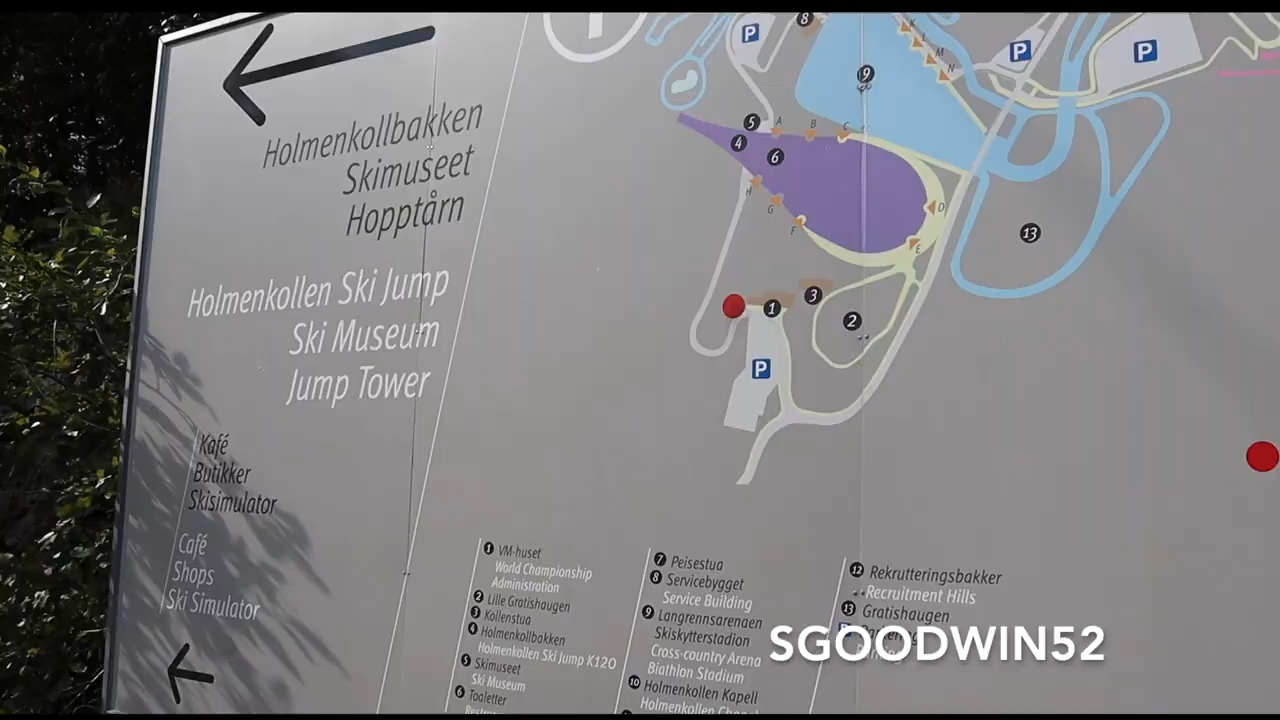 Holmenkollbakken
Skimuseet
Hopptårn
Holmenkollen Ski Jump
Ski Museum
Jump Tower
Kafé
Butikker
Skisimulator
Café
Shops
Ski Simulator
P
8
9
K
L
M
N
P
P
5
A
B
C
4
6
H
G
F
D
E
13
1
3
2
P
1 VM-huset
World Championship
Administration
2 Lille Gratishaugen
3 Kollenstua
4 Holmenkollbakken
Holmenkollen Ski Jump K120
5 Skimuseet
Ski Museum
6 Toaletter
7 Peisestua
8 Servicebygget
Service Building
9 Langrennsarenaen
Skiskytterstadion
Cross-country Arena
Biathlon Stadium
10 Holmenkollen Kapell
Holmenkollen
12 Rekrutteringsbakker
Recruitment Hills
13 Gratishaugen
P
SGOODWIN52